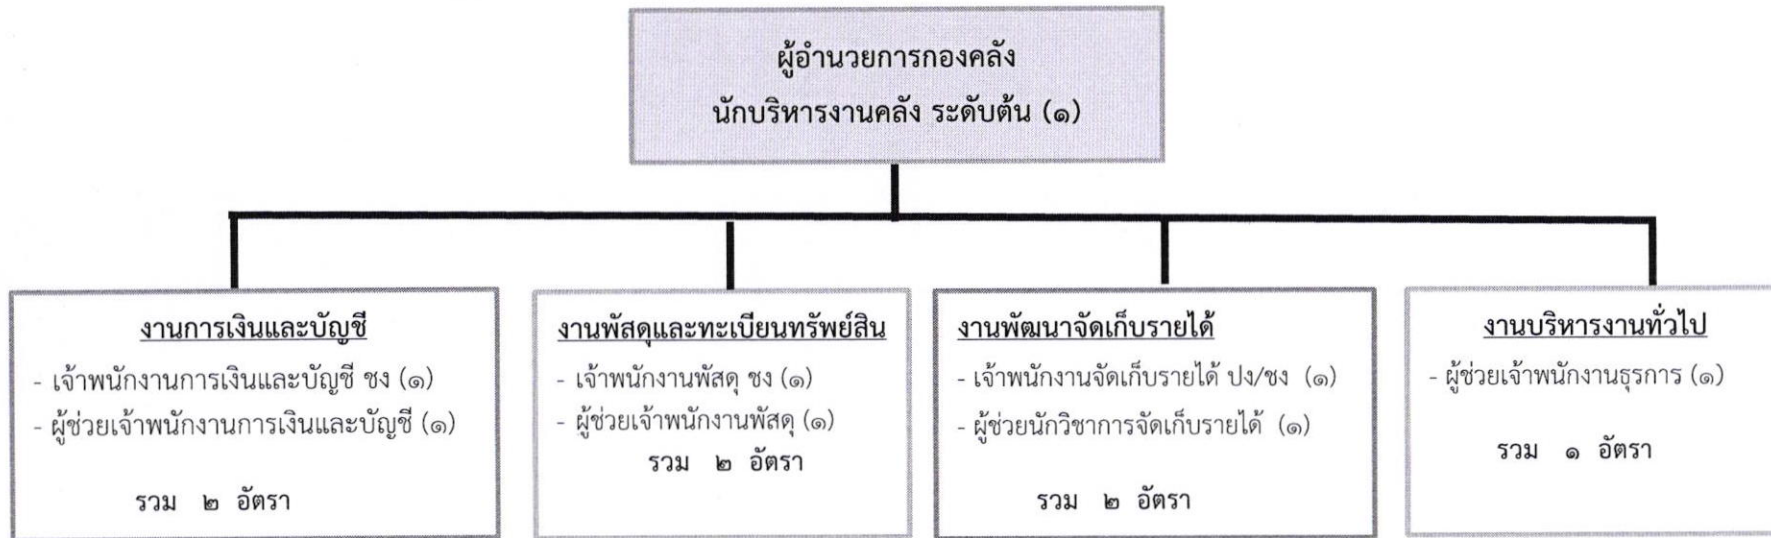 ผู้อำนวยการกองคลัง
นักบริหารงานคลัง ระดับต้น (๑)
งานการเงินและบัญชี
- เจ้าพนักงานการเงินและบัญชี ชง (๑)
- ผู้ช่วยเจ้าพนักงานการเงินและบัญชี (๑)
รวม ๒ อัตรา
งานพัสดุและทะเบียนทรัพย์สิน
- เจ้าพนักงานพัสดุ ชง (๑)
- ผู้ช่วยเจ้าพนักงานพัสดุ (๑)
รวม ๒ อัตรา
งานพัฒนาจัดเก็บรายได้
- เจ้าพนักงานจัดเก็บรายได้ ปง/ชง (๑)
- ผู้ช่วยนักวิชาการจัดเก็บรายได้ (๑)
รวม ๒ อัตรา
งานบริหารงานทั่วไป
- ผู้ช่วยเจ้าพนักงานธุรการ (๑)
รวม ๑ อัตรา